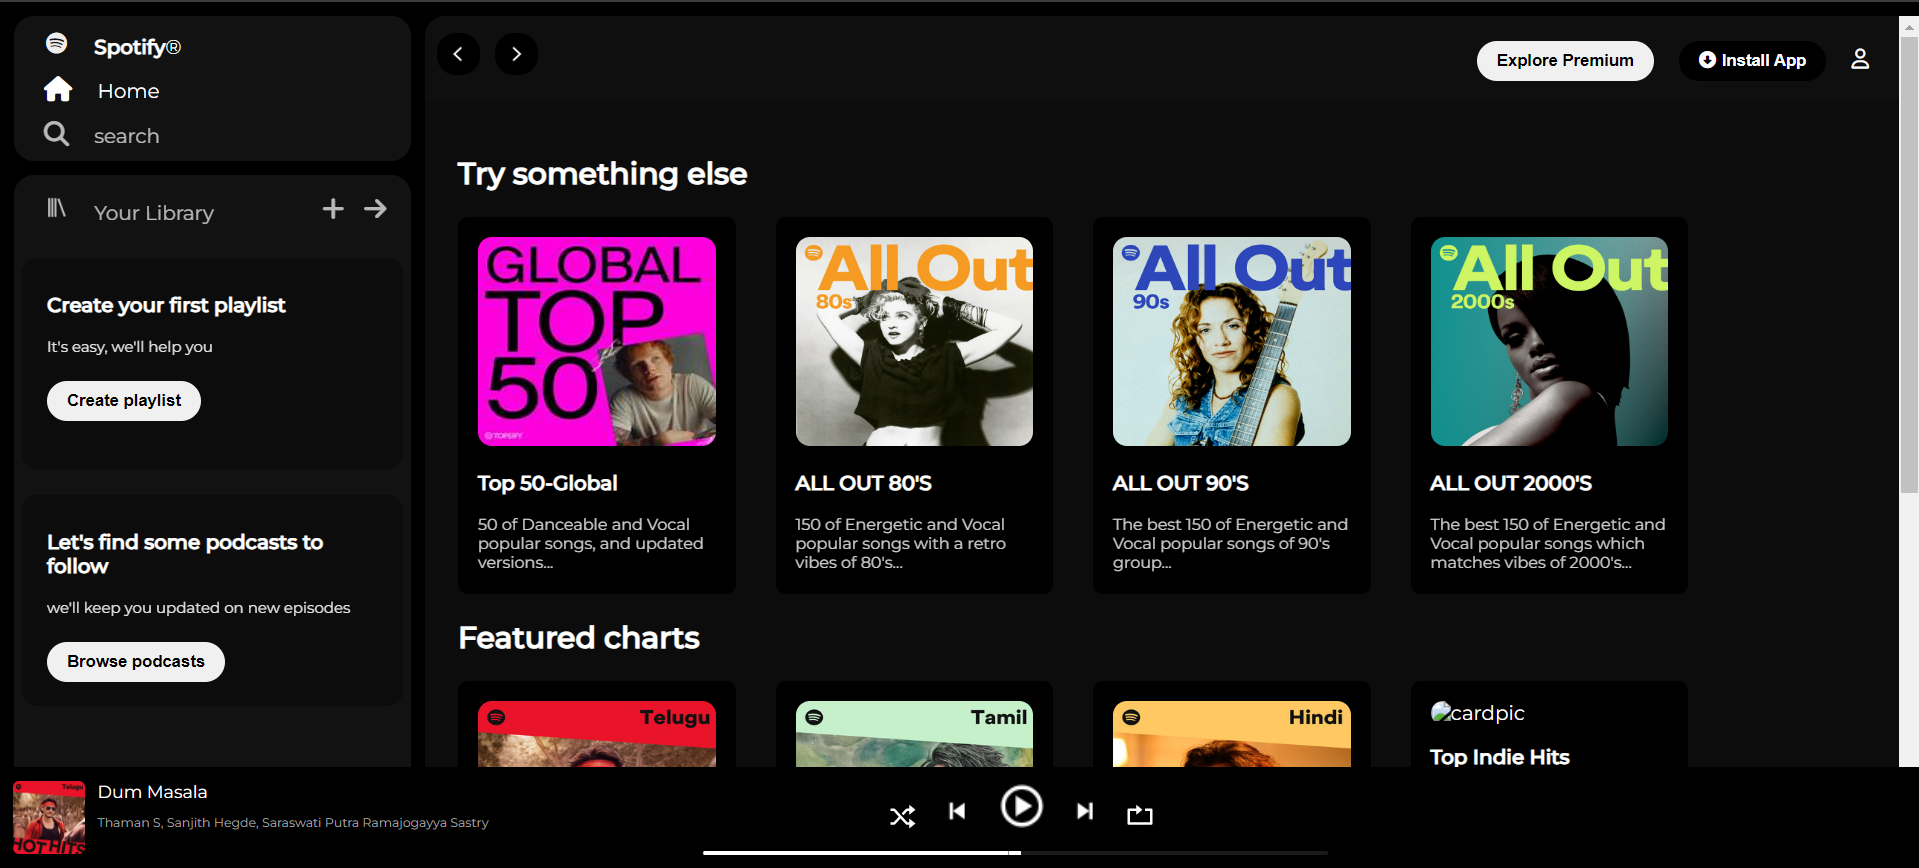 Spotify®
Home
search
Your Library
Create your first playlist
It's easy, we'll help you
Create playlist
Let's find some podcasts to
follow
we'll keep you updated on new episodes
Browse podcasts
Explore Premium
Install App
Try something else
GLOBAL
TOP
50
TOPSIFY
Top 50-Global
50 of Danceable and Vocal
popular songs, and updated
versions...
All Out
80s
ALL OUT 80'S
150 of Energetic and Vocal
popular songs with a retro
vibes of 80's...
All Out
90s
ALL OUT 90'S
The best 150 of Energetic and
Vocal popular songs of 90's
group...
All Out
2000s
ALL OUT 2000'S
The best 150 of Energetic and
Vocal popular songs which
matches vibes of 2000's...
Featured charts
Telugu
Tamil
Hindi
cardpic
Top Indie Hits
Telugu
HOT HITS
Dum Masala
Thaman S, Sanjith Hegde, Saraswati Putra Ramajogayya Sastry